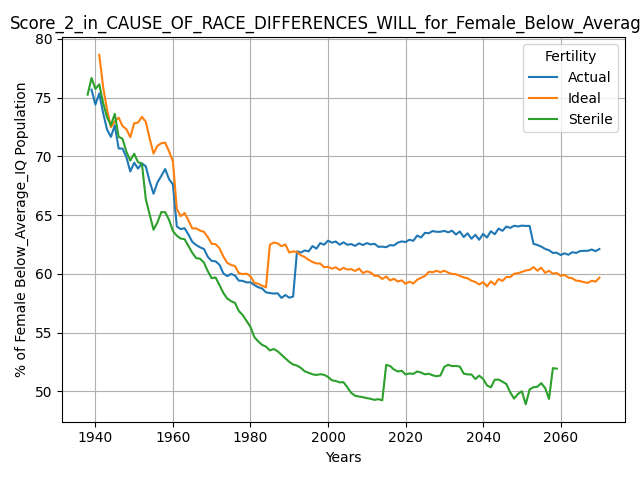 Score_2_in_CAUSE_OF_RACE_DIFFERENCES_WILL_for_Female_Below_Averag
80
75
70
65
60
55
50
% of Female Below_Average_IQ Population
Fertility
Actual
Ideal
Sterile
1940 1960 1980 2000 2020 2040 2060
Years